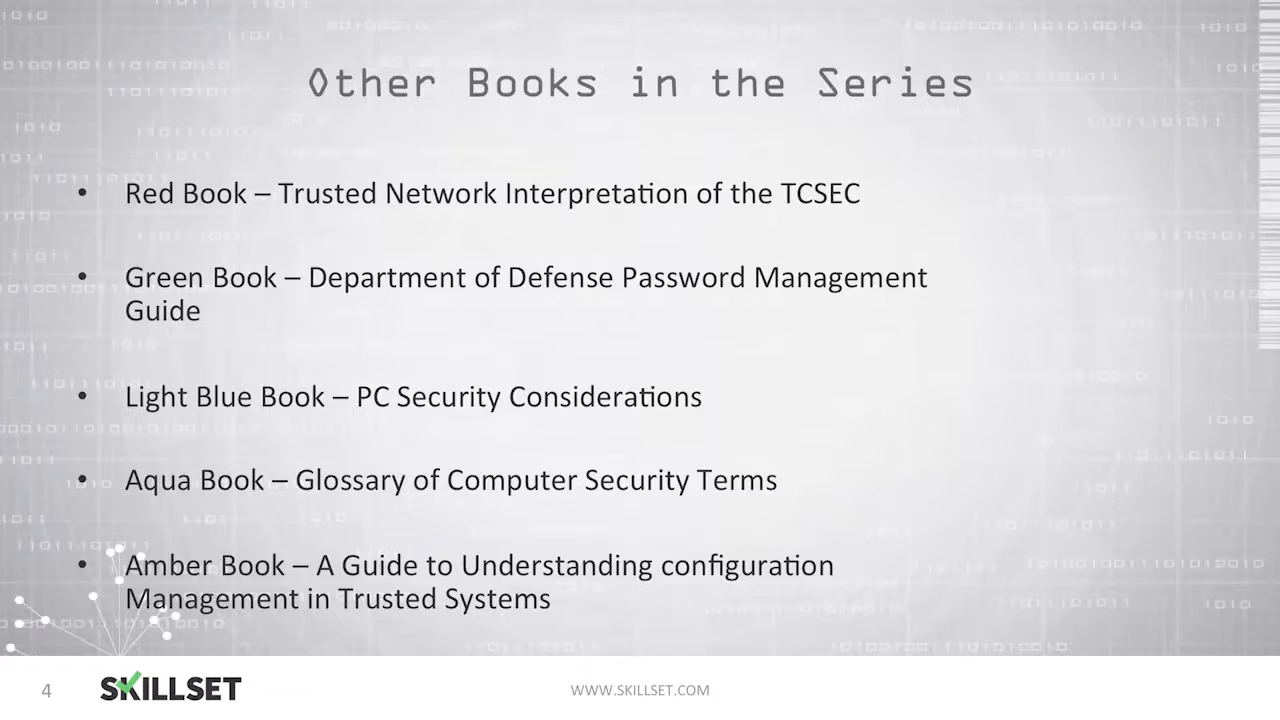 Other Books in the Series
• Red Book – Trusted Network Interpretation of the TCSEC
• Green Book – Department of Defense Password Management
Guide
• Light Blue Book – PC Security Considerations
• Aqua Book – Glossary of Computer Security Terms
• Amber Book – A Guide to Understanding configuration
Management in Trusted Systems
4
SKILLSET
WWW.SKILLSET.COM